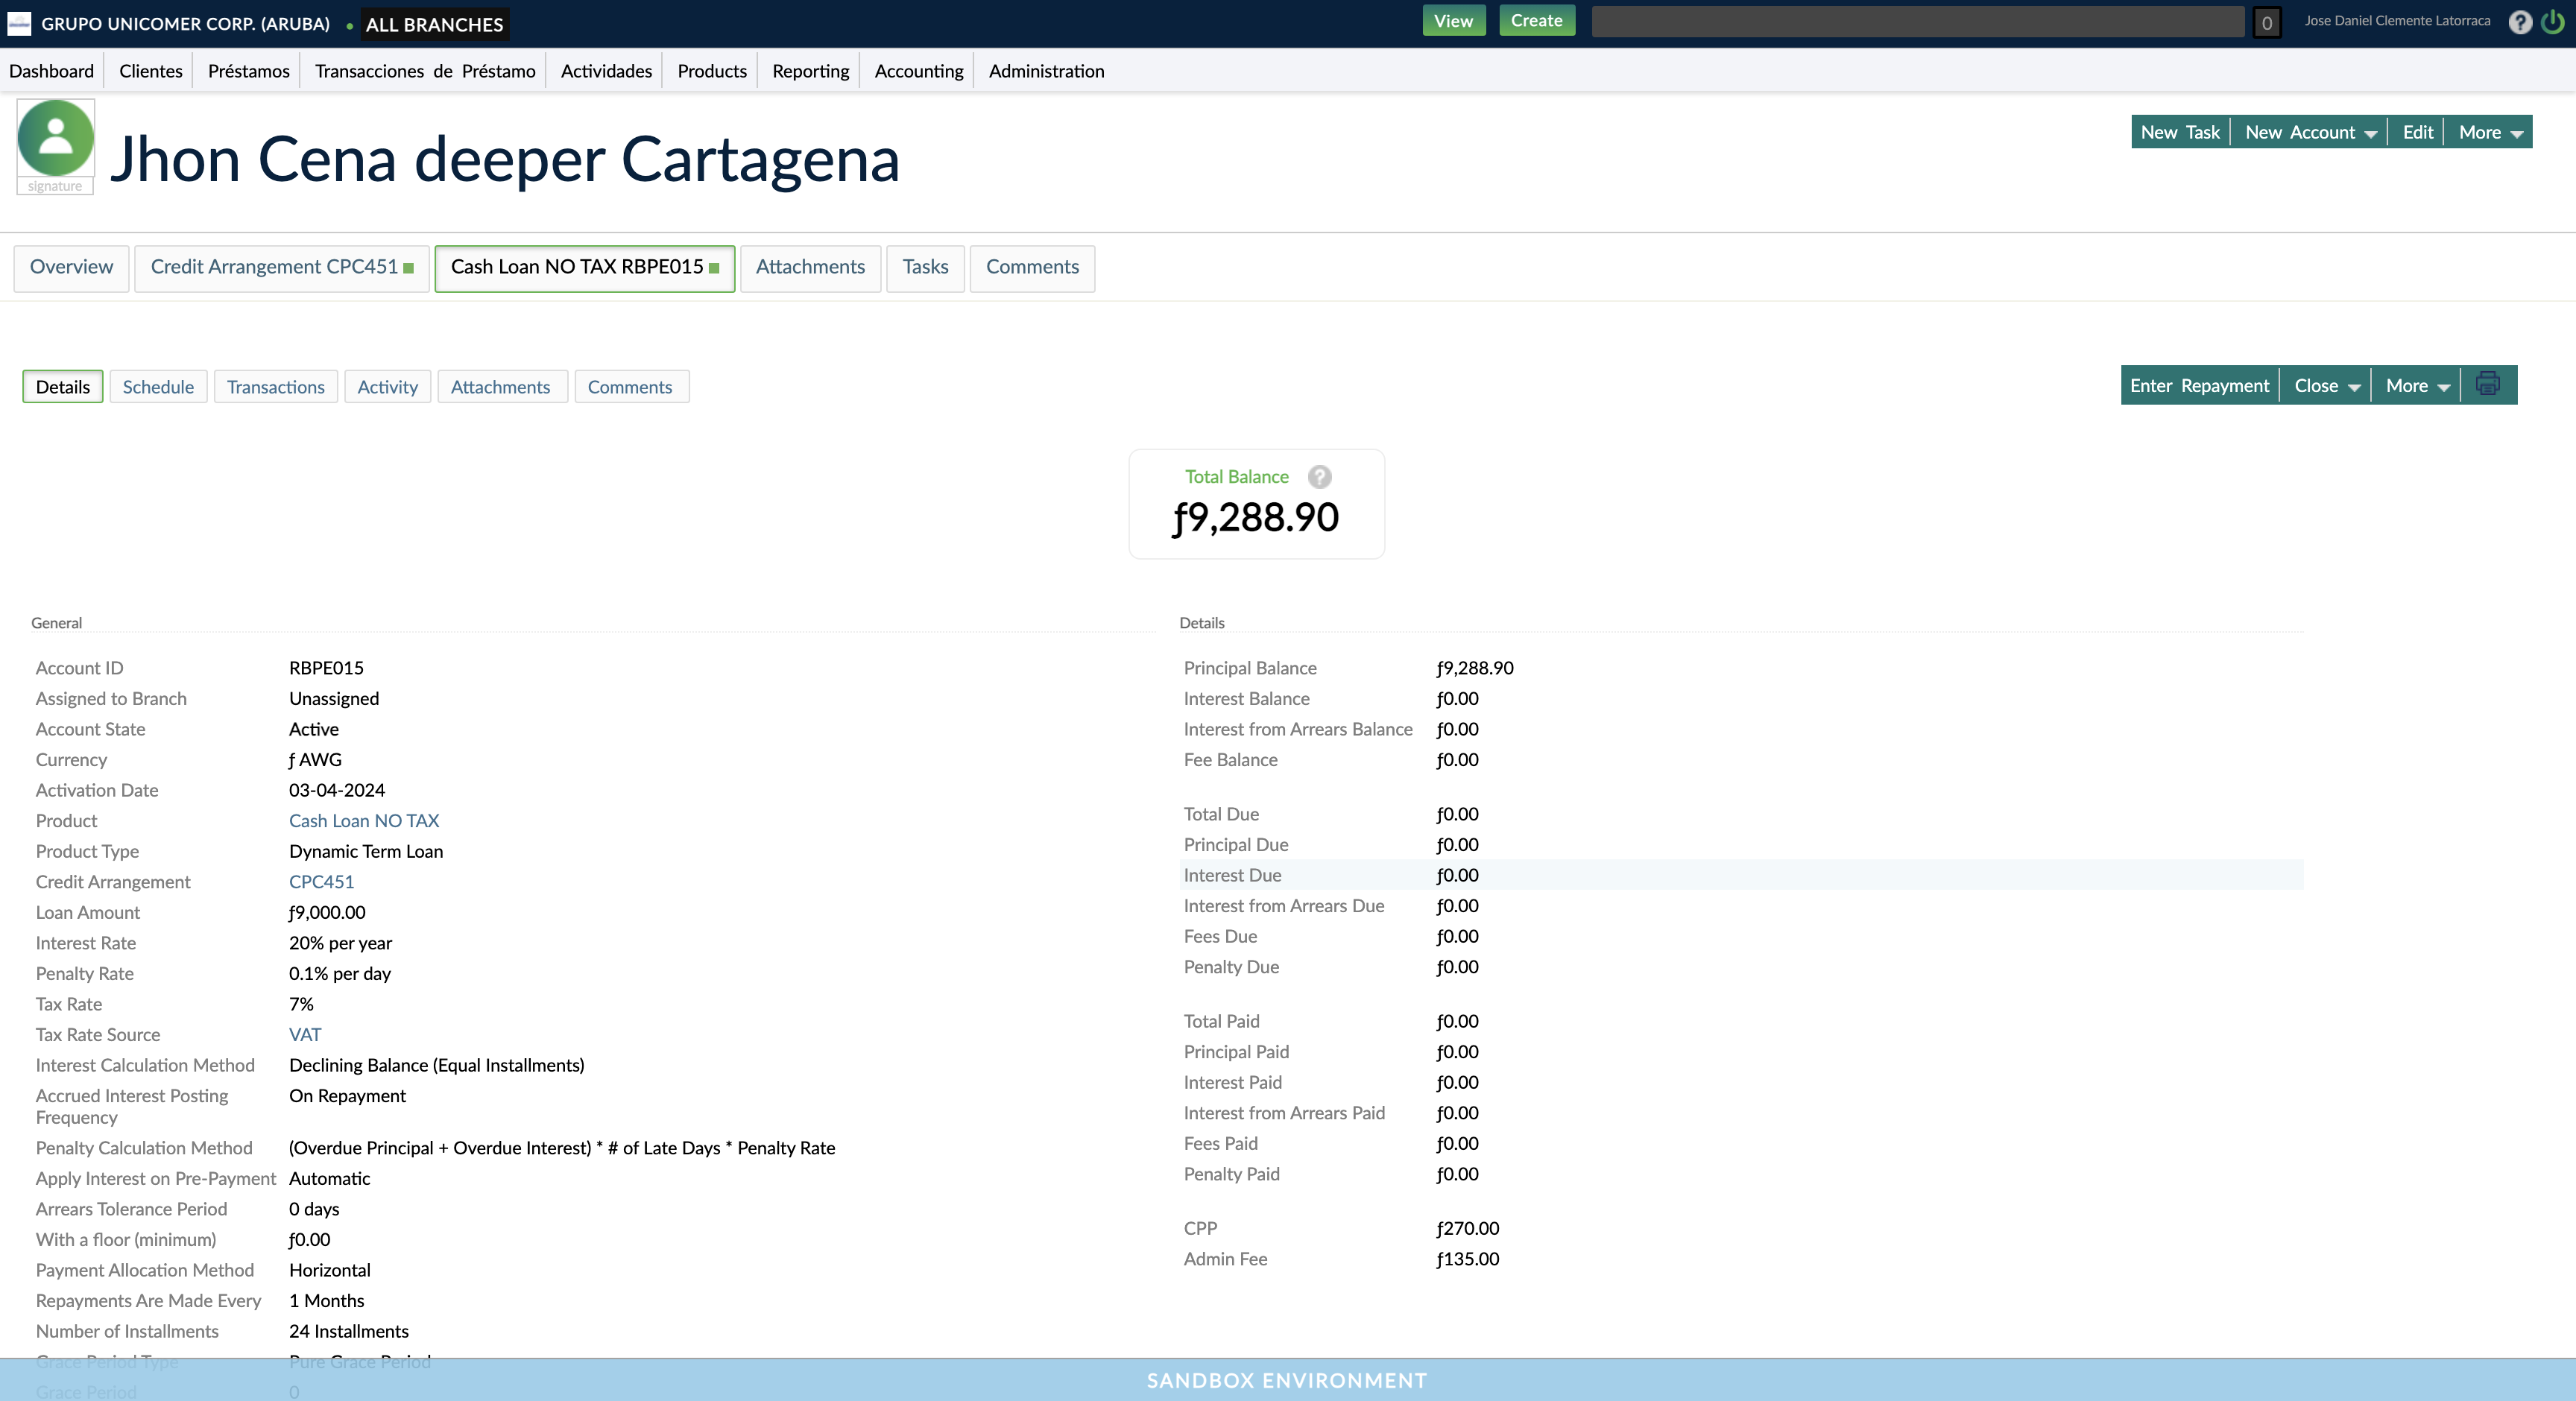 GRUPO UNICOMER CORP. (ARUBA) • ALL BRANCHES View Create 0 Jose Daniel Clemente Latorraca ?
Dashboard Clientes Préstamos Transacciones de Préstamo Actividades Products Reporting Accounting Administration
signature
Jhon Cena deeper Cartagena
New Task New Account Edit More
Overview Credit Arrangement CPC451 Cash Loan NO TAX RBPE015 Attachments Tasks Comments
Details Schedule Transactions Activity Attachments Comments
Enter Repayment Close More
Total Balance ?
ƒ9,288.90
General
Account ID RBPE015
Assigned to Branch Unassigned
Account State Active
Currency ƒ AWG
Activation Date 03-04-2024
Product Cash Loan NO TAX
Product Type Dynamic Term Loan
Credit Arrangement CPC451
Loan Amount ƒ9,000.00
Interest Rate 20% per year
Penalty Rate 0.1% per day
Tax Rate 7%
Tax Rate Source VAT
Interest Calculation Method Declining Balance (Equal Installments)
Accrued Interest Posting Frequency On Repayment
Penalty Calculation Method (Overdue Principal + Overdue Interest) * # of Late Days * Penalty Rate
Apply Interest on Pre-Payment Automatic
Arrears Tolerance Period 0 days
With a floor (minimum) ƒ0.00
Payment Allocation Method Horizontal
Repayments Are Made Every 1 Months
Number of Installments 24 Installments
Grace Period Type Pure Grace Period
Grace Period 0
Details
Principal Balance ƒ9,288.90
Interest Balance ƒ0.00
Interest from Arrears Balance ƒ0.00
Fee Balance ƒ0.00
Total Due ƒ0.00
Principal Due ƒ0.00
Interest Due ƒ0.00
Interest from Arrears Due ƒ0.00
Fees Due ƒ0.00
Penalty Due ƒ0.00
Total Paid ƒ0.00
Principal Paid ƒ0.00
Interest Paid ƒ0.00
Interest from Arrears Paid ƒ0.00
Fees Paid ƒ0.00
Penalty Paid ƒ0.00
CPP ƒ270.00
Admin Fee ƒ135.00
SANDBOX ENVIRONMENT